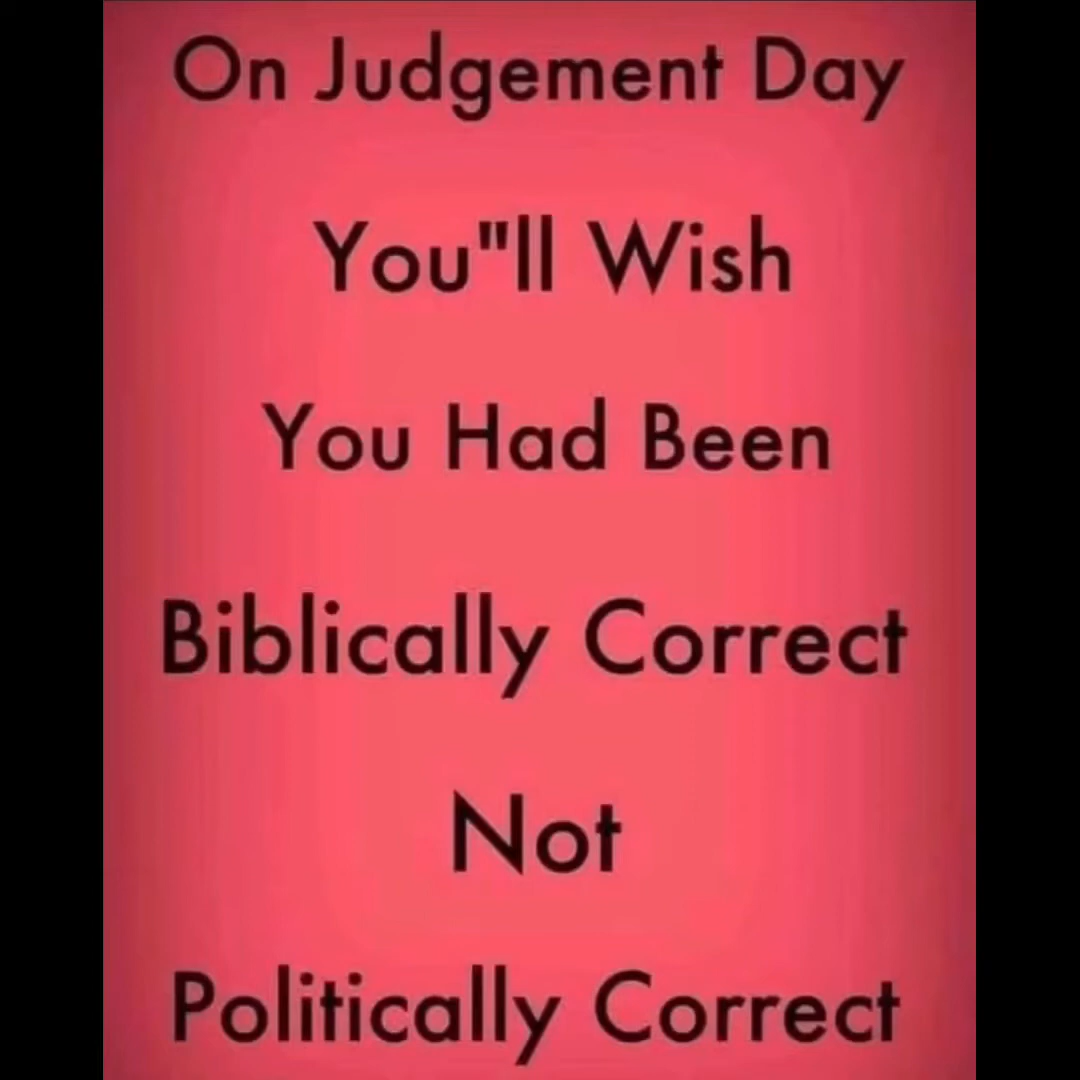 On Judgement Day
You"ll Wish
You Had Been
Biblically Correct
Not
Politically Correct